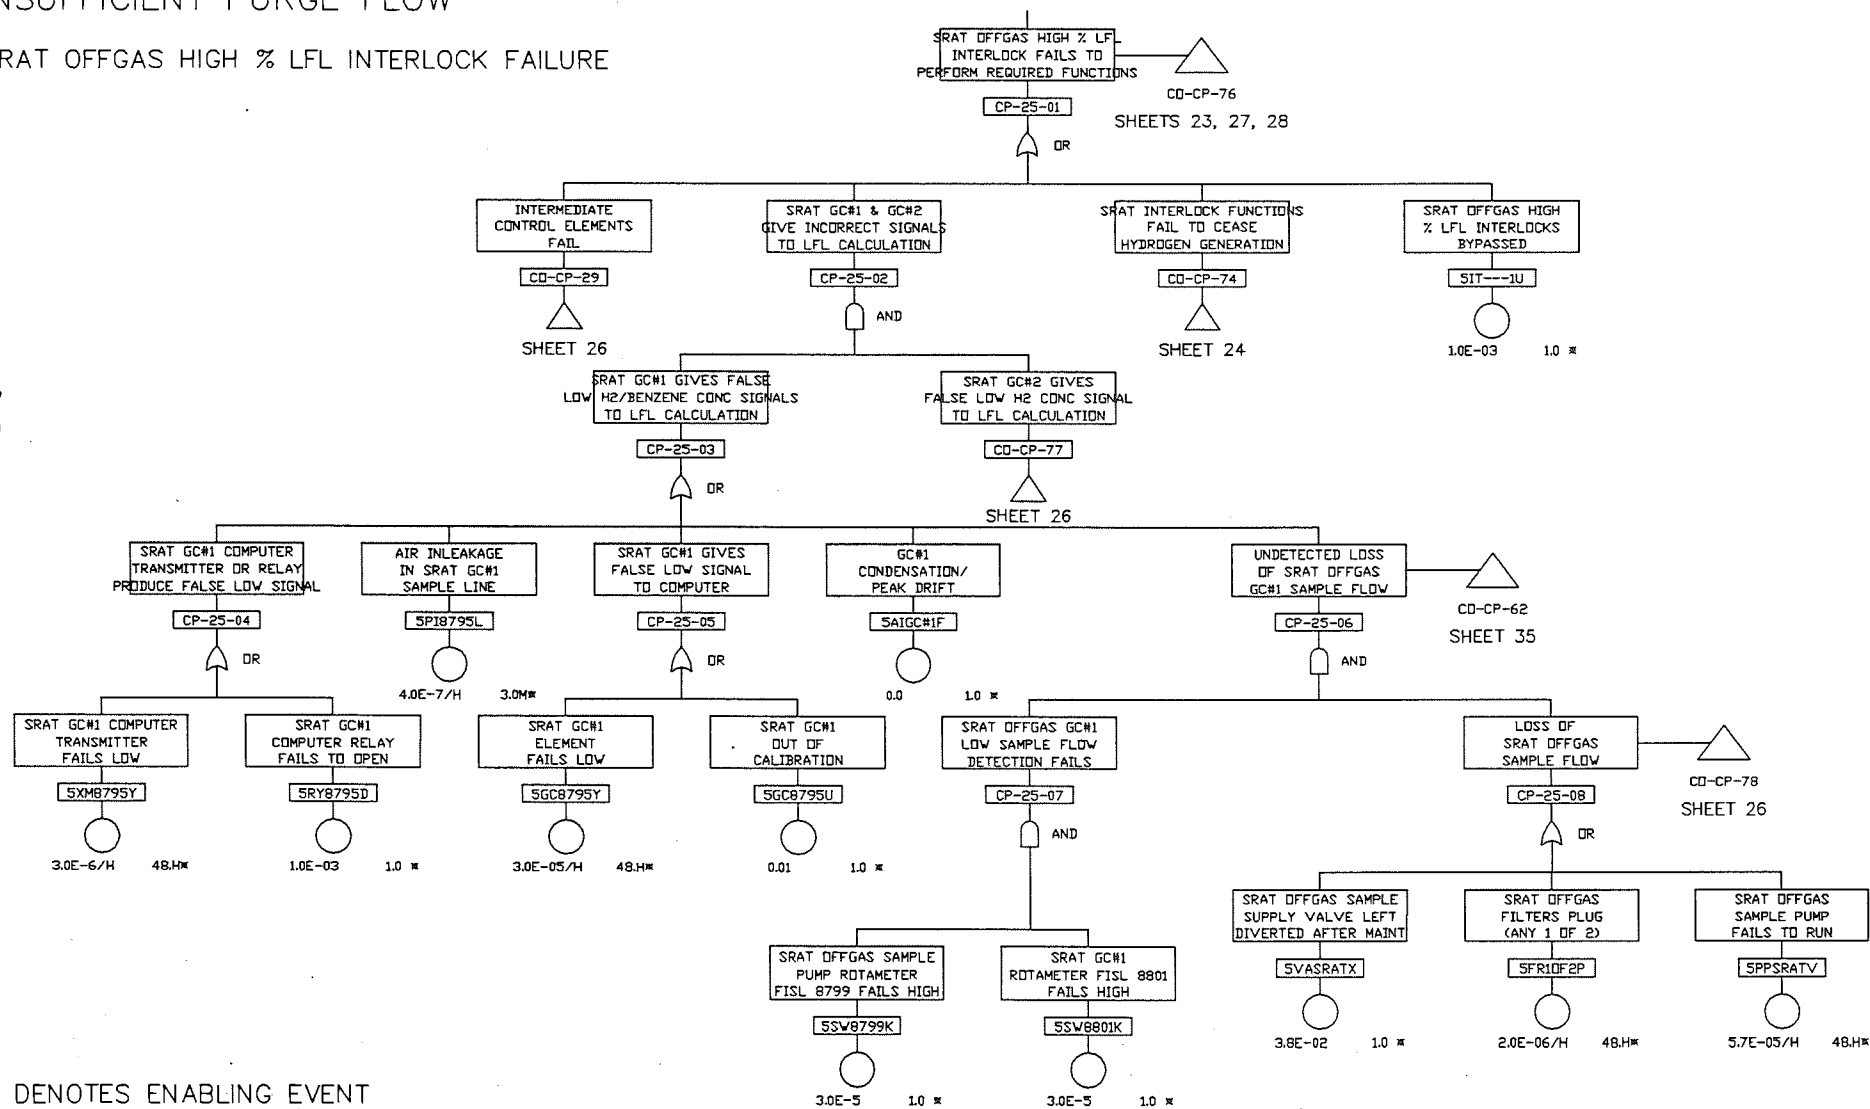 NSUFFICIENT PURGE FLOW
RAT OFFGAS HIGH % LFL INTERLOCK FAILURE
SRAT OFFGAS HIGH % LFL
INTERLOCK FAILS TO
PERFORM REQUIRED FUNCTIONS
CP-25-01
CO-CP-76
SHEETS 23, 27, 28
OR
INTERMEDIATE
CONTROL ELEMENTS
FAIL
CO-CP-29
SHEET 26
SRAT GC#1 & GC#2
GIVE INCORRECT SIGNALS
TO LFL CALCULATION
CP-25-02
AND
SRAT INTERLOCK FUNCTIONS
FAIL TO CEASE
HYDROGEN GENERATION
CO-CP-74
SHEET 24
SRAT OFFGAS HIGH
% LFL INTERLOCKS
BYPASSED
5IT---1U
1.0E-03 1.0 *
SRAT GC#1 GIVES FALSE
LOW H2/BENZENE CONC SIGNALS
TO LFL CALCULATION
CP-25-03
OR
SRAT GC#2 GIVES
FALSE LOW H2 CONC SIGNAL
TO LFL CALCULATION
CO-CP-77
SHEET 26
SRAT GC#1 COMPUTER
TRANSMITTER OR RELAY
PRODUCE FALSE LOW SIGNAL
CP-25-04
OR
AIR INLEAKAGE
IN SRAT GC#1
SAMPLE LINE
5PI8795L
4.0E-7/H 3.0M*
SRAT GC#1 GIVES
FALSE LOW SIGNAL
TO COMPUTER
CP-25-05
OR
GC#1
CONDENSATION/
PEAK DRIFT
5AIGC#1F
0.0 1.0 *
UNDETECTED LOSS
OF SRAT OFFGAS
GC#1 SAMPLE FLOW
CP-25-06
AND
CO-CP-62
SHEET 35
SRAT GC#1 COMPUTER
TRANSMITTER
FAILS LOW
5XM8795Y
3.0E-6/H 48.H*
SRAT GC#1
COMPUTER RELAY
FAILS TO OPEN
5RY8795D
1.0E-03 1.0 *
SRAT GC#1
ELEMENT
FAILS LOW
5GC8795Y
3.0E-05/H 48.H*
SRAT GC#1
OUT OF
CALIBRATION
5GC8795U
0.01 1.0 *
SRAT OFFGAS GC#1
LOW SAMPLE FLOW
DETECTION FAILS
CP-25-07
AND
LOSS OF
SRAT OFFGAS
SAMPLE FLOW
CP-25-08
OR
CO-CP-78
SHEET 26
SRAT OFFGAS SAMPLE
PUMP ROTAMETER
FISL 8799 FAILS HIGH
5SW8799K
3.0E-5 1.0 *
SRAT GC#1
ROTAMETER FISL 8801
FAILS HIGH
5SW8801K
3.0E-5 1.0 *
SRAT OFFGAS SAMPLE
SUPPLY VALVE LEFT
DIVERTED AFTER MAINT
5VASRATX
3.8E-02 1.0 *
SRAT OFFGAS
FILTERS PLUG
(ANY 1 OF 2)
5FR1OF2P
2.0E-06/H 48.H*
SRAT OFFGAS
SAMPLE PUMP
FAILS TO RUN
5PPSRATV
5.7E-05/H 48.H*
DENOTES ENABLING EVENT